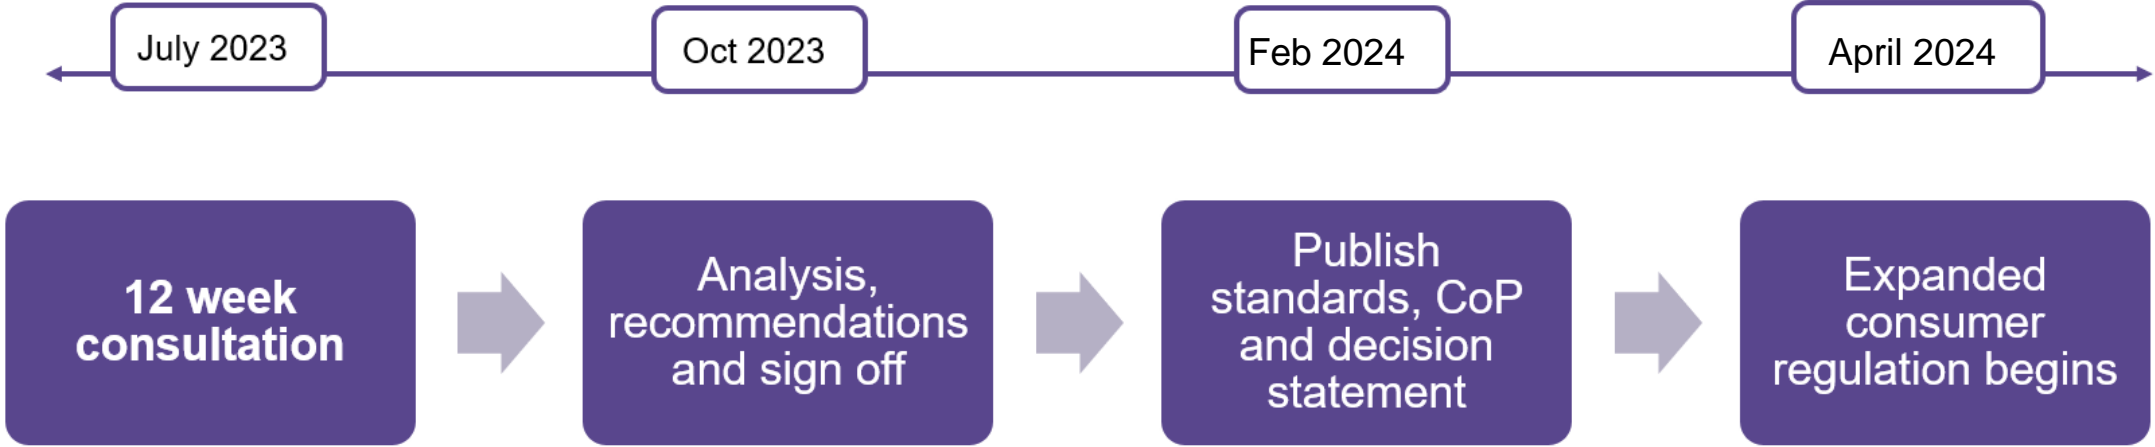 July 2023
Oct 2023
Feb 2024
April 2024
12 week
consultation
Analysis,
recommendations
and sign off
Publish
standards, CoP
and decision
statement
Expanded
consumer
regulation begins